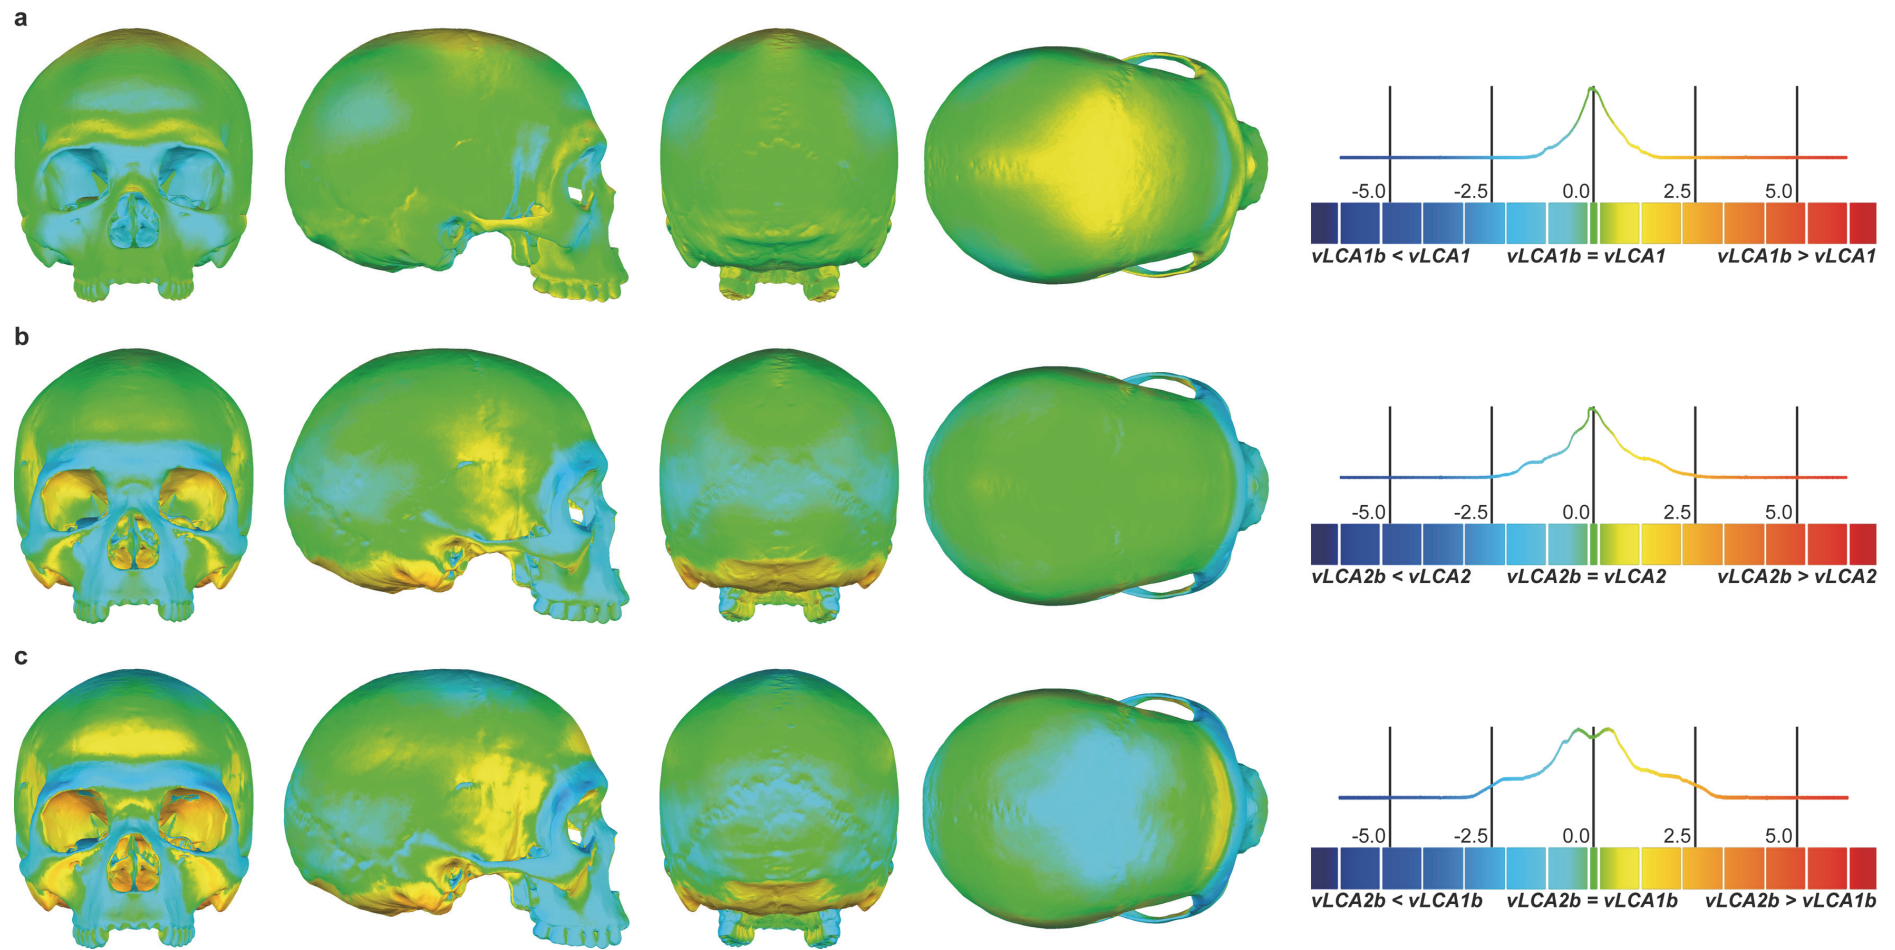 a
-5.0 -2.5 0.0 2.5 5.0
vLCA1b < vLCA1 vLCA1b = vLCA1 vLCA1b > vLCA1
b
-5.0 -2.5 0.0 2.5 5.0
vLCA2b < vLCA2 vLCA2b = vLCA2 vLCA2b > vLCA2
c
-5.0 -2.5 0.0 2.5 5.0
vLCA2b < vLCA1b vLCA2b = vLCA1b vLCA2b > vLCA1b